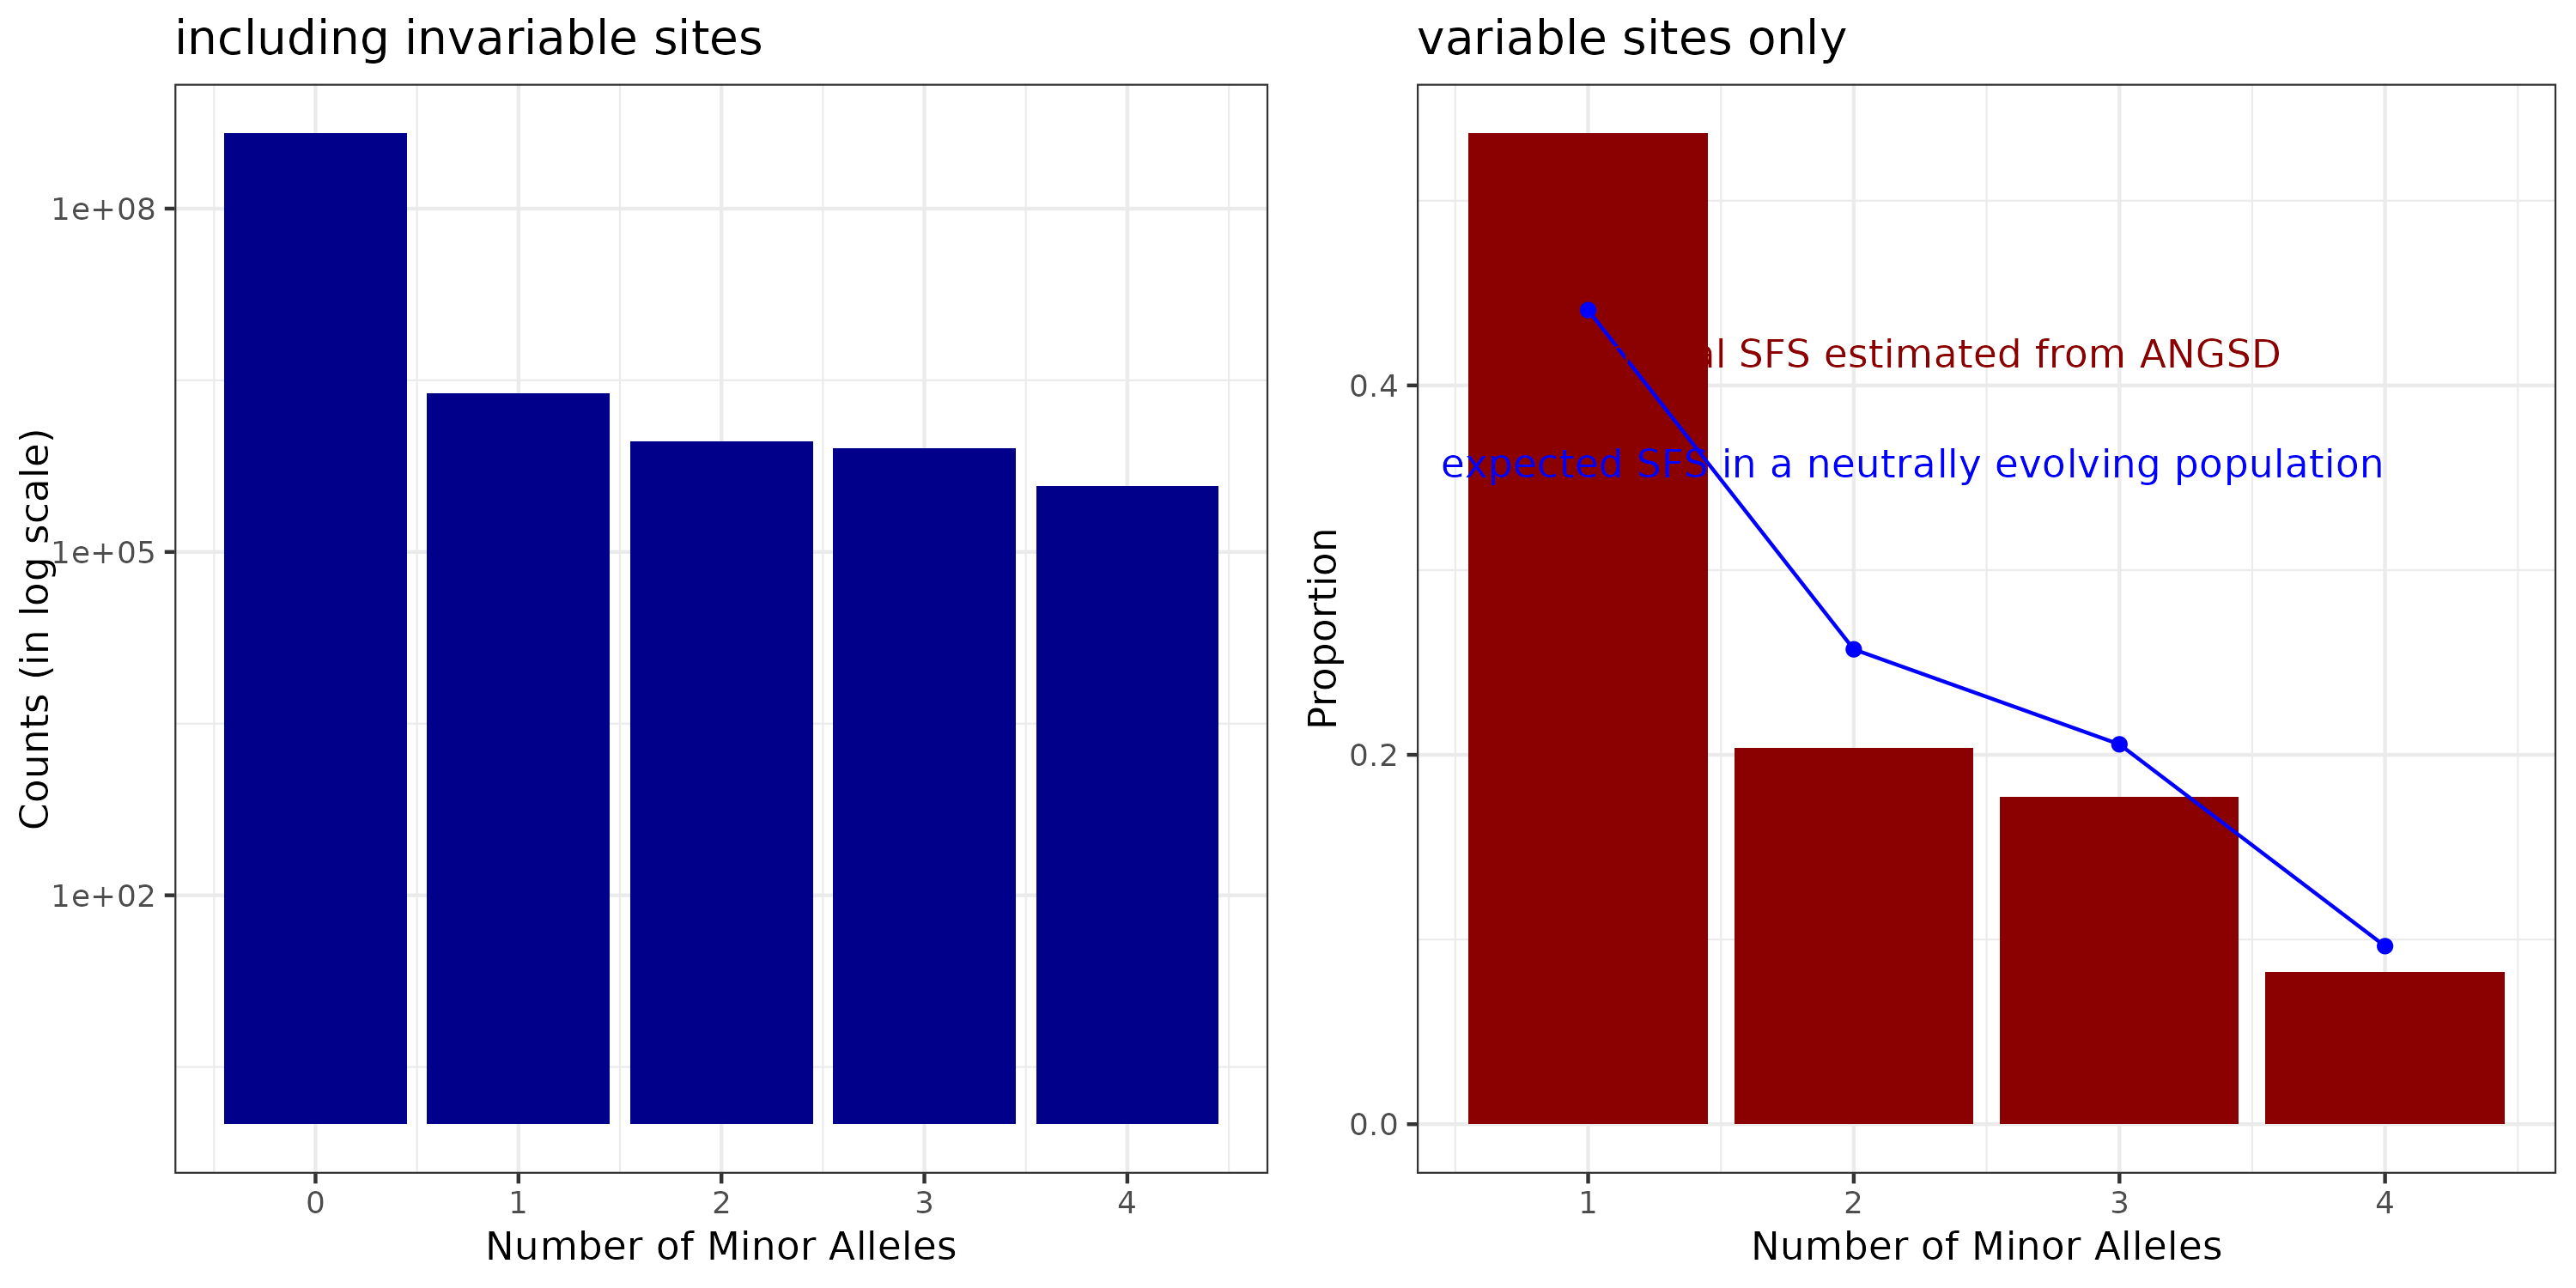 including invariable sites
Counts (in log scale)
1e+08
1e+05
1e+02
0 1 2 3 4
Number of Minor Alleles
variable sites only
Proportion
SFS estimated from ANGSD
expected SFS in a neutrally evolving population
0.4
0.2
0.0
1 2 3 4
Number of Minor Alleles